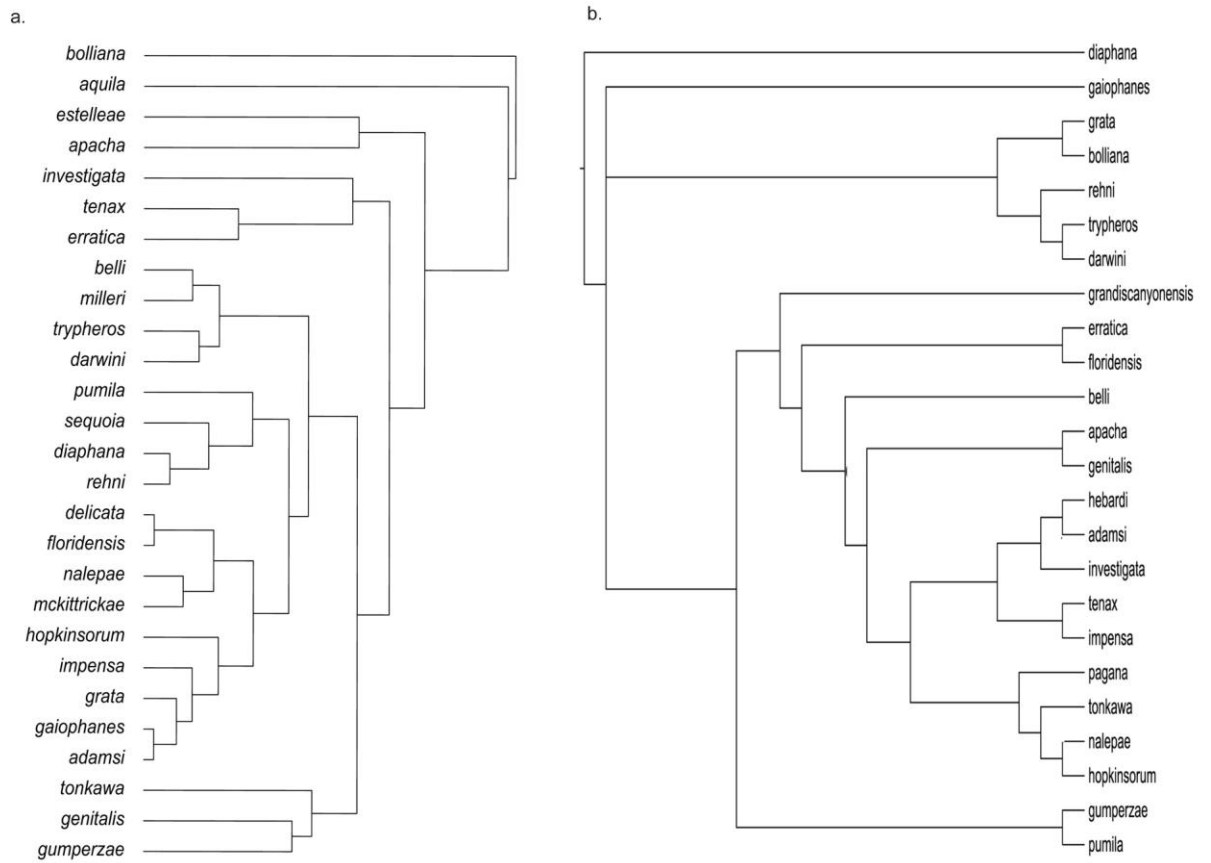 a.
bolliana
aquila
estelleae
apacha
investigata
tenax
erratica
belli
milleri
trypheros
darwini
pumila
sequoia
diaphana
rehni
delicata
floridensis
nalepae
mckittrickae
hopkinsorum
impensa
grata
gaiophanes
adamsi
tonkawa
genitalis
gumperzae
b.
diaphana
gaiophanes
grata
bolliana
rehni
trypheros
darwini
grandiscanyonensis
erratica
floridensis
belli
apacha
genitalis
hebardi
adamsi
investigata
tenax
impensa
pagana
tonkawa
nalepae
hopkinsorum
gumperzae
pumila